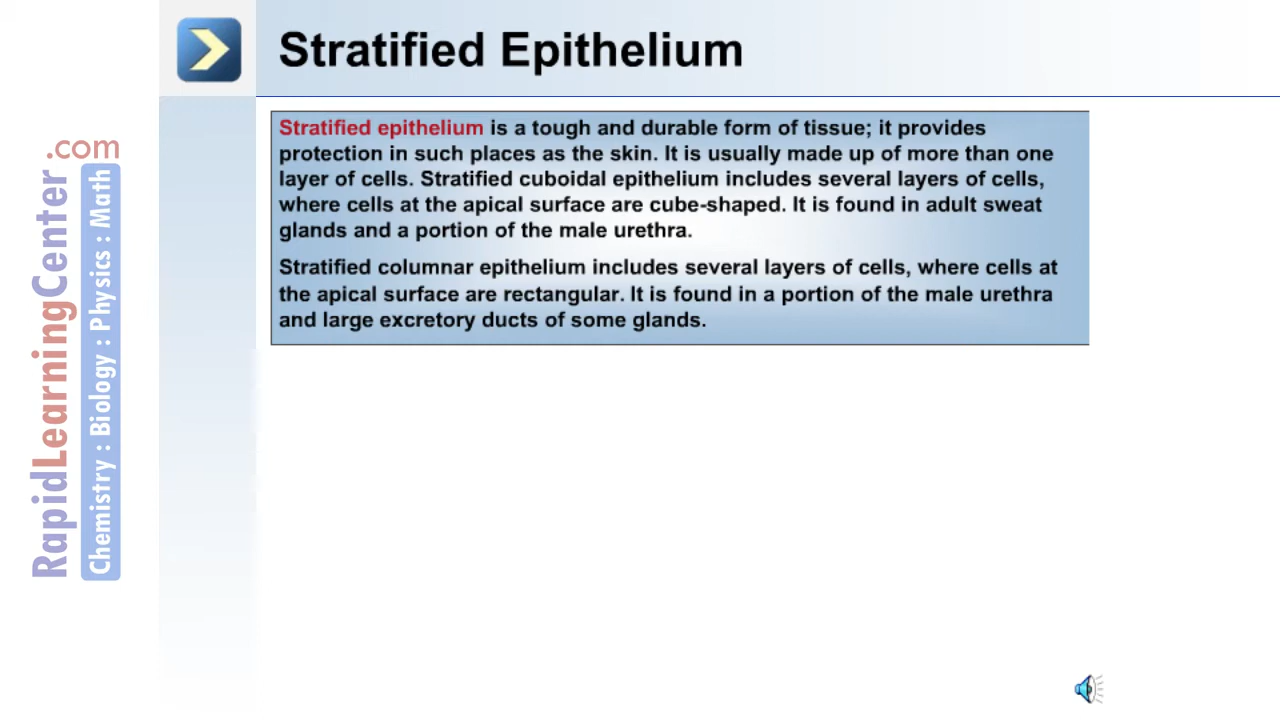 Stratified Epithelium
Stratified epithelium is a tough and durable form of tissue; it provides
protection in such places as the skin. It is usually made up of more than one
layer of cells. Stratified cuboidal epithelium includes several layers of cells,
where cells at the apical surface are cube-shaped. It is found in adult sweat
glands and a portion of the male urethra.
Stratified columnar epithelium includes several layers of cells, where cells at
the apical surface are rectangular. It is found in a portion of the male urethra
and large excretory ducts of some glands.
RapidLearningCenter.com
Chemistry : Biology : Physics : Math